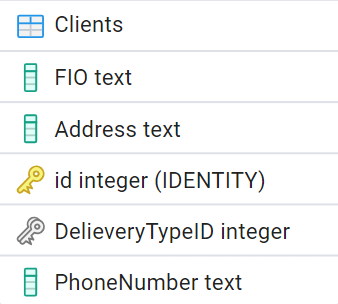 Clients
FIO text
Address text
id integer (IDENTITY)
DelieveryTypeID integer
PhoneNumber text